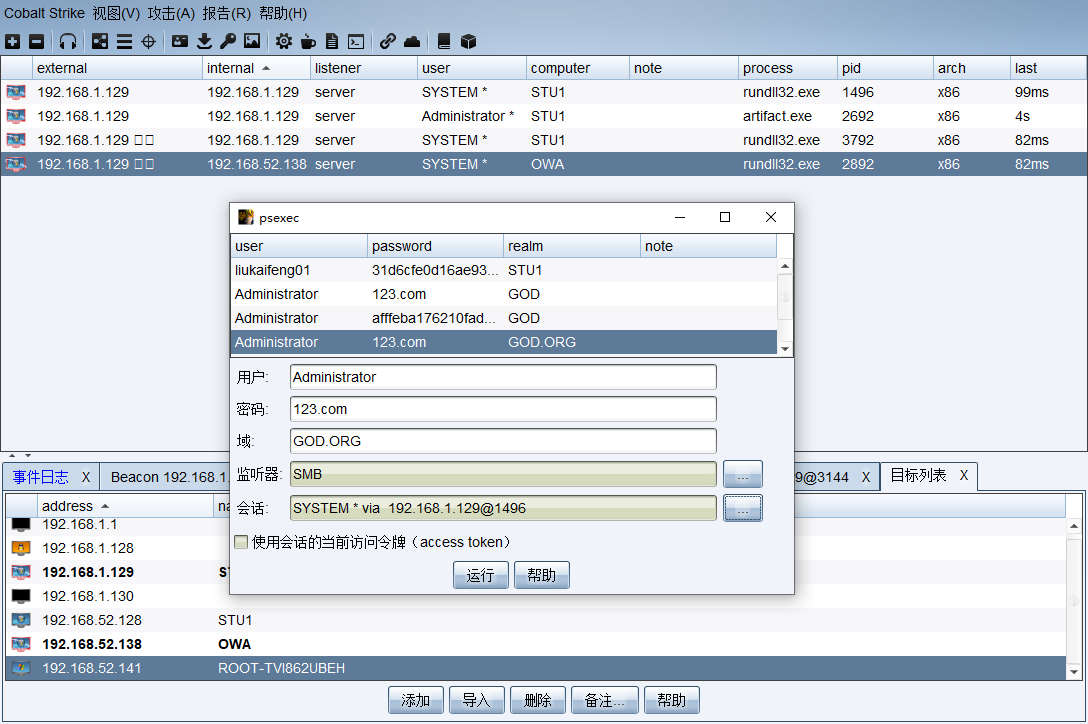 Cobalt Strike 视图(V) 攻击(A) 报告(R) 帮助(H)
external internal listener user computer note process pid arch last
192.168.1.129 192.168.1.129 server SYSTEM * STU1 rundll32.exe 1496 x86 99ms
192.168.1.129 192.168.1.129 server Administrator * STU1 artifact.exe 2692 x86 4s
192.168.1.129 192.168.1.129 server SYSTEM * STU1 rundll32.exe 3792 x86 82ms
192.168.1.129 192.168.52.138 server SYSTEM * OWA rundll32.exe 2892 x86 82ms
psexec
user password realm note
liukaifeng01 31d6cfe0d16ae93... STU1
Administrator 123.com GOD
Administrator afffeba176210fad... GOD
Administrator 123.com GOD.ORG
用户: Administrator
密码: 123.com
域: GOD.ORG
监听器: SMB ...
会话: SYSTEM * via 192.168.1.129@1496 ...
使用会话的当前访问令牌（access token）
运行 帮助
事件日志 X Beacon 192.168.1. 9@3144 X 目标列表 X
address na
192.168.1.1
192.168.1.128
192.168.1.129 ST
192.168.1.130
192.168.52.128 STU1
192.168.52.138 OWA
192.168.52.141 ROOT-TVI862UBEH
添加 导入 删除 备注... 帮助